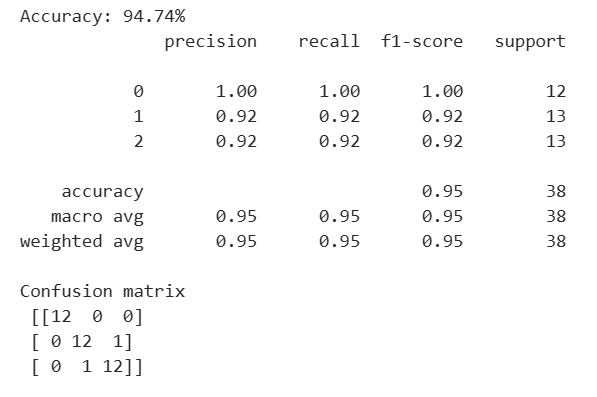 Accuracy: 94.74%
precision recall f1-score support
0 1.00 1.00 1.00 12
1 0.92 0.92 0.92 13
2 0.92 0.92 0.92 13
accuracy 0.95 38
macro avg 0.95 0.95 0.95 38
weighted avg 0.95 0.95 0.95 38
Confusion matrix
[[12 0 0]
[ 0 12 1]
[ 0 1 12]]